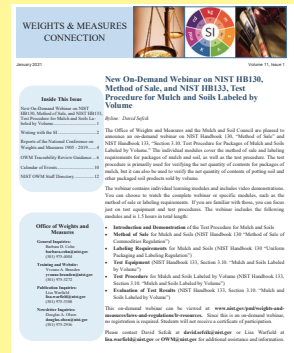 WEIGHTS & MEASURES
CONNECTION
SI
January 2021
Volume 11, Issue 1
Inside This Issue
New On-Demand Webinar on NIST
HB130, Method of Sale, and NIST HB133,
Test Procedure for Mulch and Soils La-
beled by Volume
Writing with the SI
Reports of the National Conference on
Weights and Measures 1905 - 2019
OWM Traceability Review Guidance
Calendar of Events
NIST OWM Staff Directory
Office of Weights and
Measures
General Inquiries:
Barbara D. Cohn
(301) 975-4004
Training and Website:
Yvonne A. Branden
Publication Inquiries:
Lisa Warfield
Newsletter Inquiries:
Douglas A. Olson
New On-Demand Webinar on NIST HB130,
Method of Sale, and NIST HB133, Test
Procedure for Mulch and Soils Labeled by
Volume
Byline: David Sefcik
The Office of Weights and Measures and the Mulch and Soil Council are pleased to
announce an on-demand webinar on NIST Handbook 130, “Method of Sale” and
NIST Handbook 133, “Section 3.10. Test Procedure for Packages of Mulch and Soils
Labeled by Volume.” The individual modules cover the method of sale and labeling
requirements for packages of mulch and soil, as well as the test procedure. The test
procedure is primarily used for verifying the net quantity of contents for packages of
mulch, but it can also be used to verify the net quantity of contents of potting soil and
other packaged soil products sold by volume.
The webinar contains individual learning modules and includes video demonstrations.
You can choose to watch the complete webinar or specific modules, such as the
method of sale or labeling requirements. If you are familiar with these, you can focus
just on test equipment and test procedures. The webinar includes the following
modules and is 1.5 hours in total length:
• Introduction and Demonstration of the Test Procedure for Mulch and Soils
• Method of Sale for Mulch and Soils (NIST Handbook 130 “Method of Sale of
Commodities Regulation”)
• Labeling Requirements for Mulch and Soils (NIST Handbook 130 “Uniform
Packaging and Labeling Regulation”)
• Test Equipment (NIST Handbook 133, Section 3.10. “Mulch and Soils Labeled
by Volume”)
• Test Procedure for Mulch and Soils Labeled by Volume (NIST Handbook 133,
Section 3.10. “Mulch and Soils Labeled by Volume”)
• Evaluation of Test Results (NIST Handbook 133, Section 3.10. “Mulch and
Soils Labeled by Volume”)
This on-demand webinar can be viewed at: www.nist.gov/pml/weights-and-
measures/laws-and-regulations/lr-resources. Since this is an on-demand webinar,
no registration is required. Students will not receive a certificate of participation.
Please contact David Sefcik at david.sefcik@nist.gov or Lisa Warfield at
lisa.warfield@nist.gov or OWM@nist.gov for additional assistance and information.